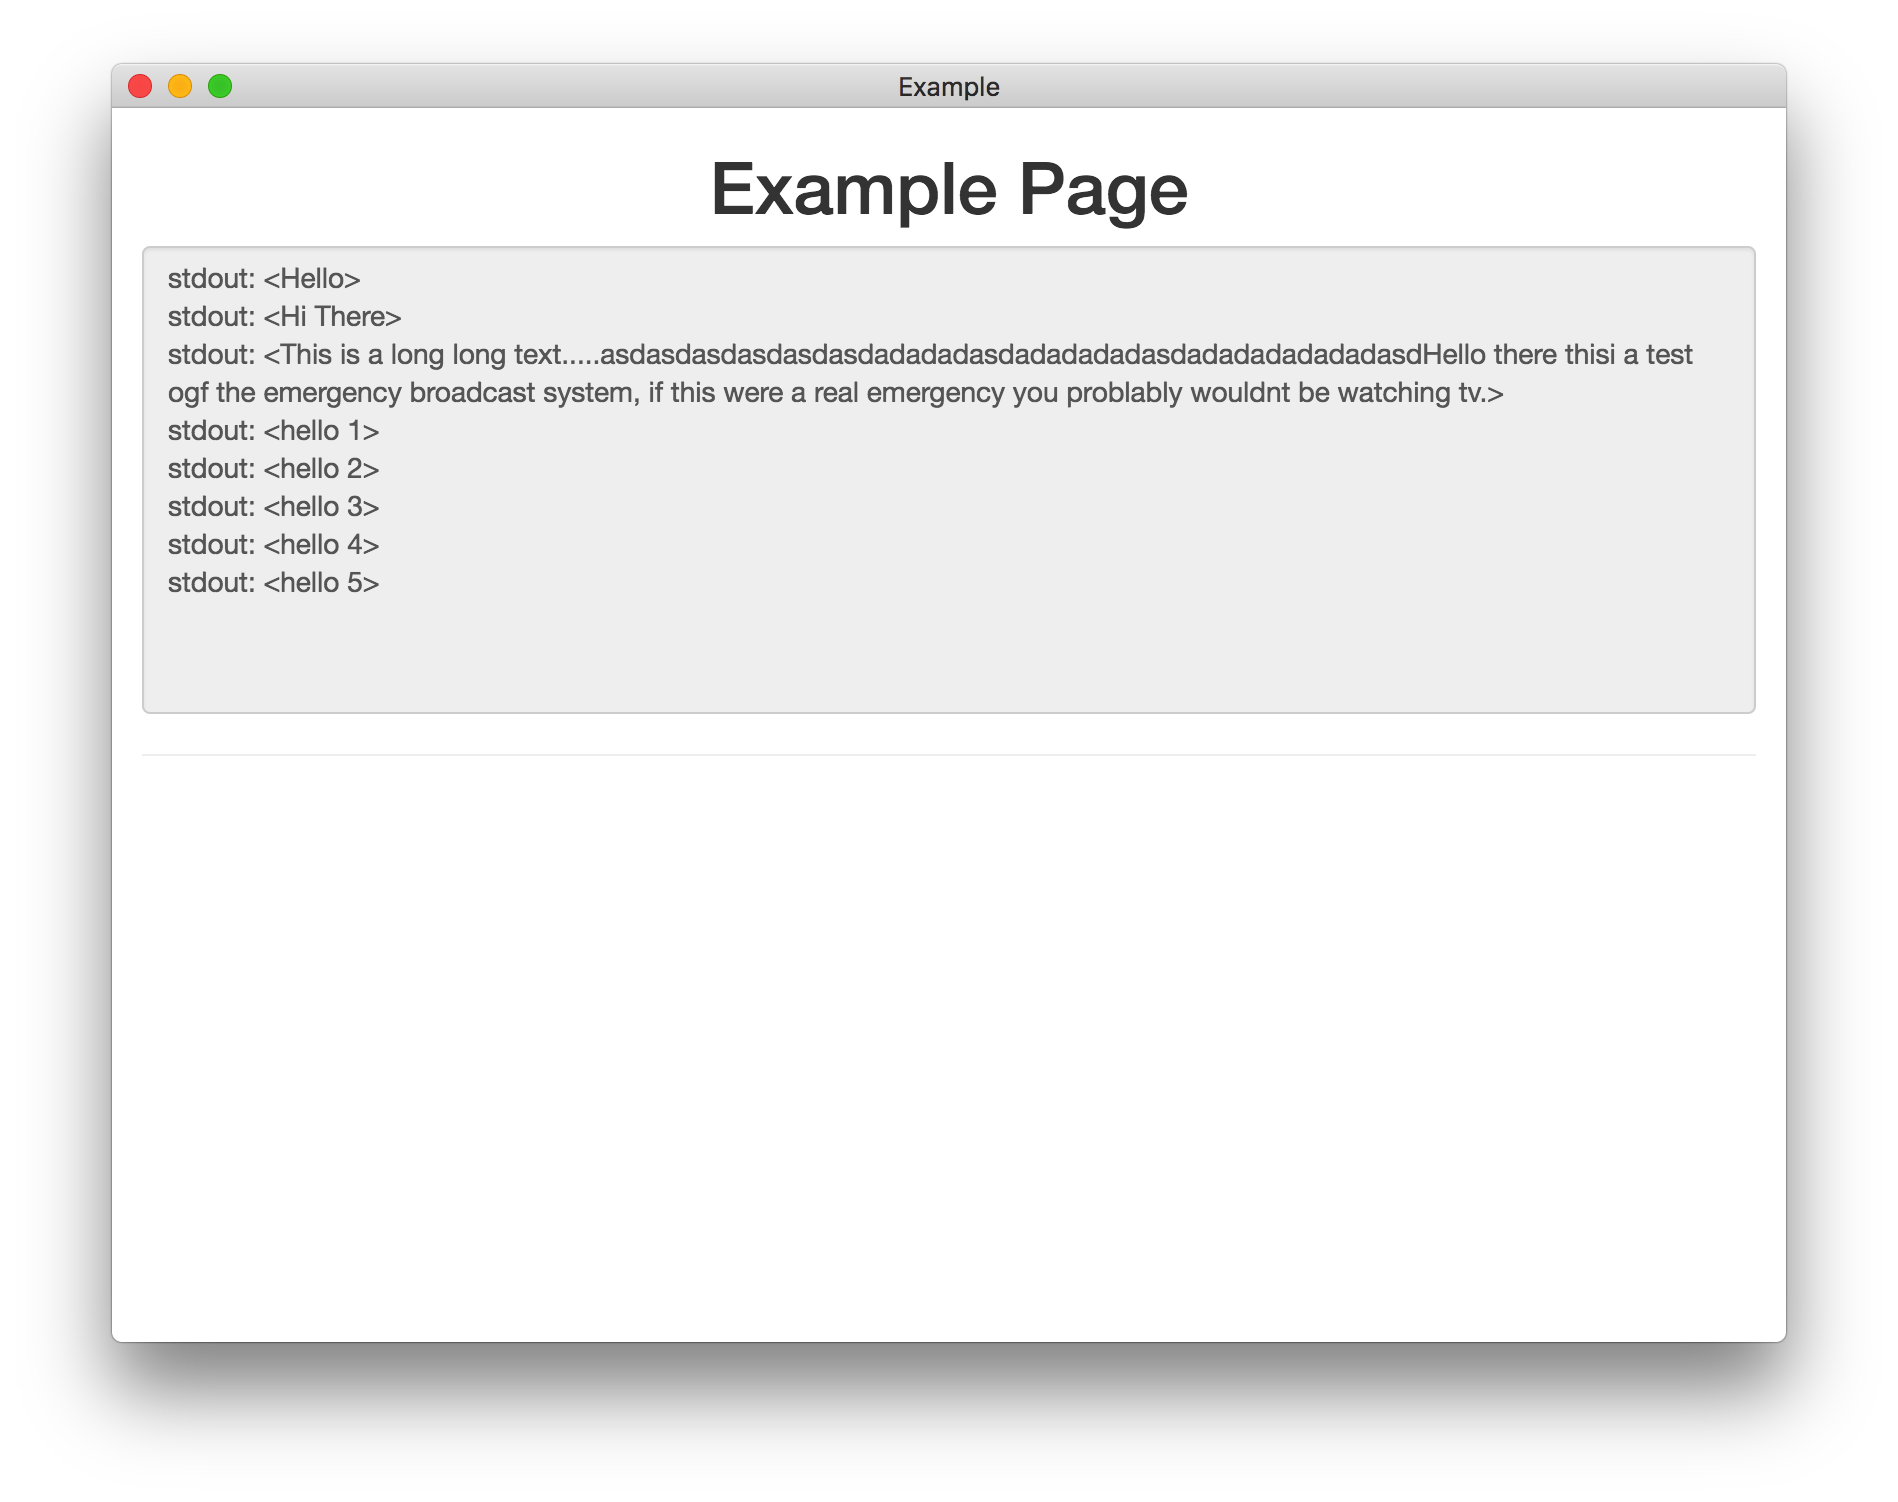 Example
Example Page
stdout: <Hello>
stdout: <Hi There>
stdout: <This is a long long text.....asdasdasdasdasdasdadadadasdadadadadasdadadadadadadasdHello there thisi a test
ogf the emergency broadcast system, if this were a real emergency you problably wouldnt be watching tv.>
stdout: <hello 1>
stdout: <hello 2>
stdout: <hello 3>
stdout: <hello 4>
stdout: <hello 5>